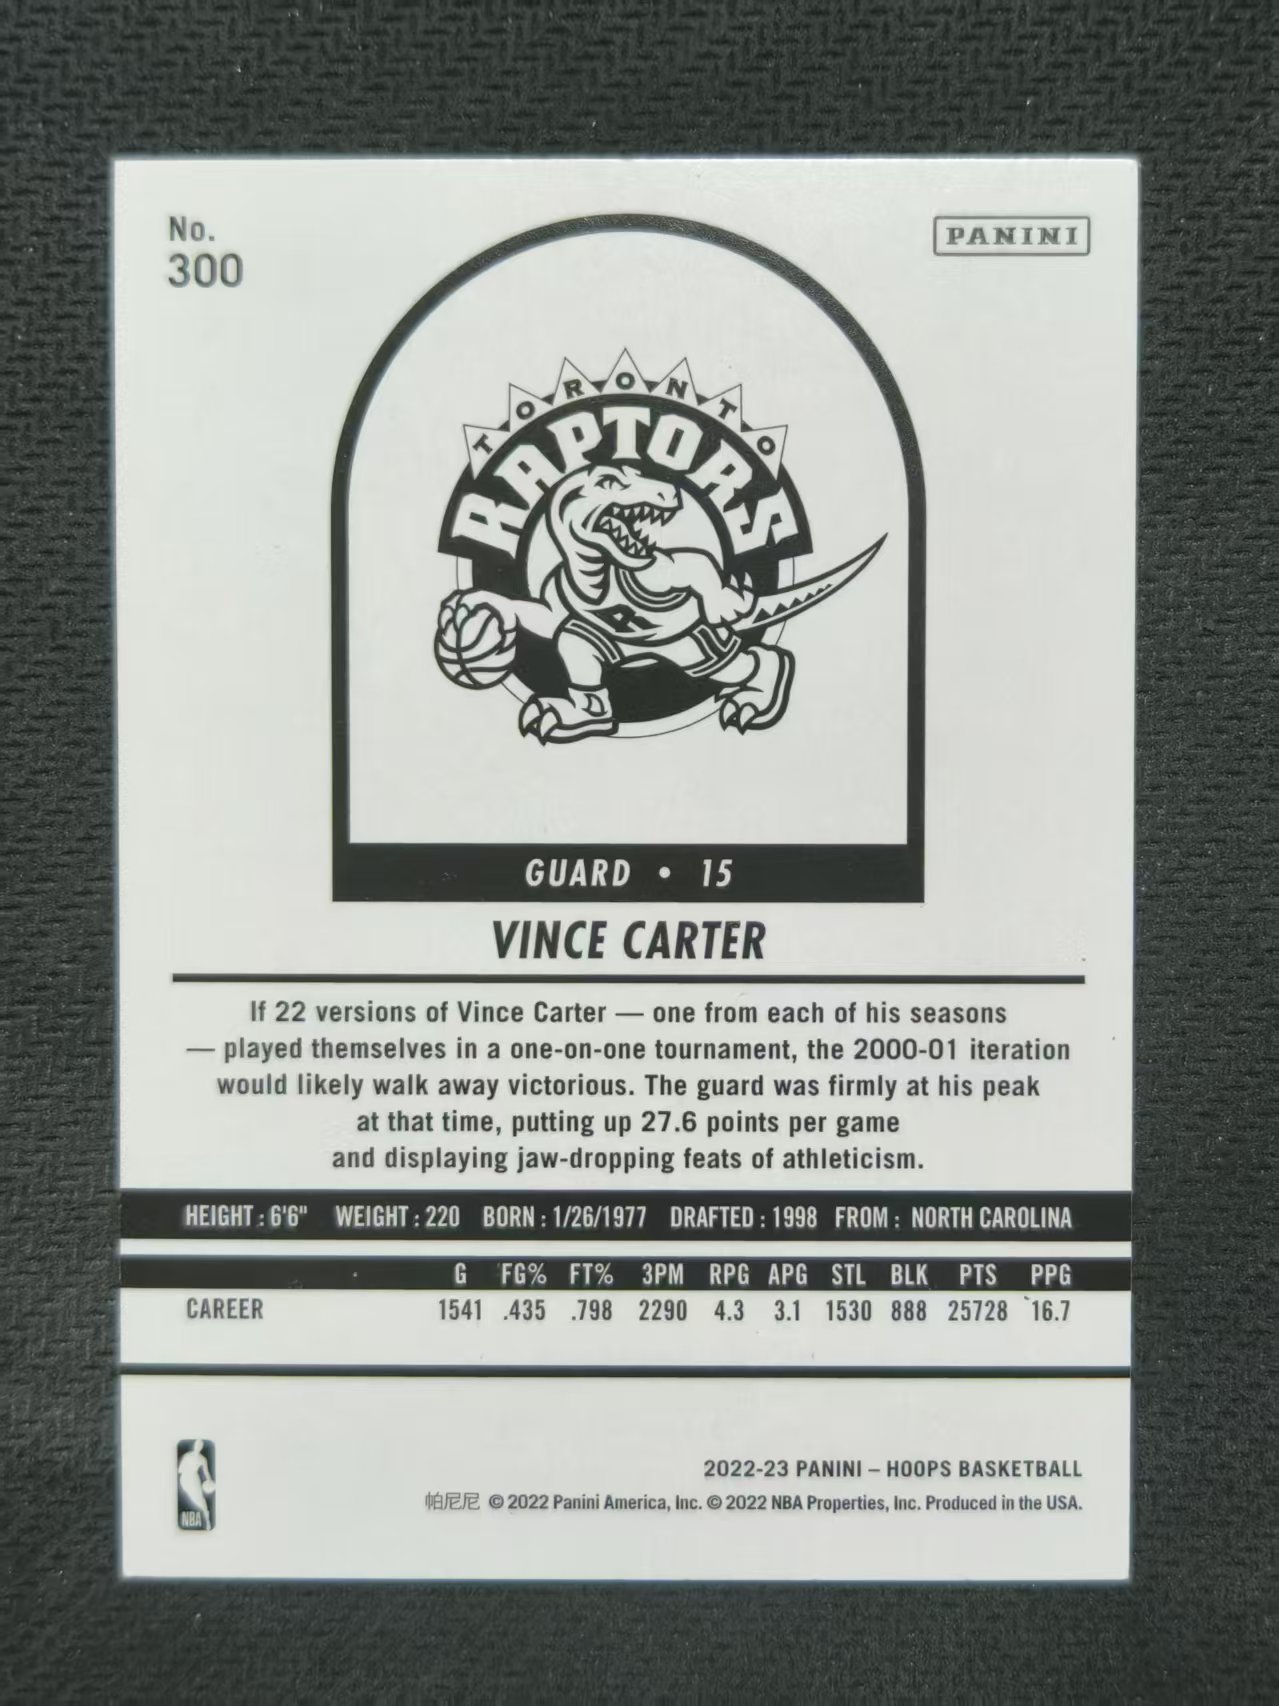 No.
300
PANINI
TORONTO
RAPTORS
R
GUARD • 15
VINCE CARTER
If 22 versions of Vince Carter — one from each of his seasons
— played themselves in a one-on-one tournament, the 2000-01 iteration
would likely walk away victorious. The guard was firmly at his peak
at that time, putting up 27.6 points per game
and displaying jaw-dropping feats of athleticism.
HEIGHT : 6'6" WEIGHT : 220 BORN : 1/26/1977 DRAFTED : 1998 FROM : NORTH CAROLINA
G FG% FT% 3PM RPG APG STL BLK PTS PPG
CAREER 1541 .435 .798 2290 4.3 3.1 1530 888 25728 16.7
NBA
2022-23 PANINI – HOOPS BASKETBALL
帕尼尼 © 2022 Panini America, Inc. © 2022 NBA Properties, Inc. Produced in the USA.